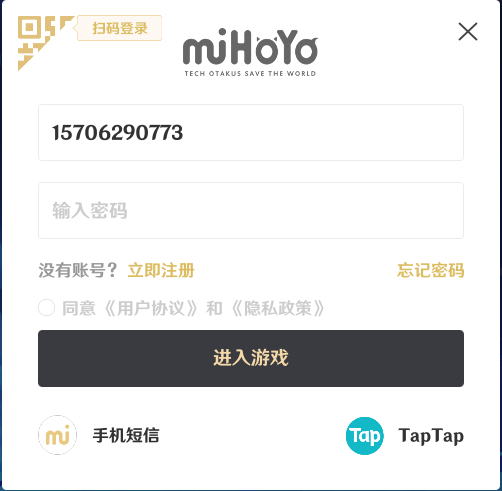 扫码登录
miHoYo
TECH OTAKUS SAVE THE WORLD
15706290773
输入密码
没有账号？ 立即注册 忘记密码
同意《用户协议》和《隐私政策》
进入游戏
mi 手机短信 Tap TapTap